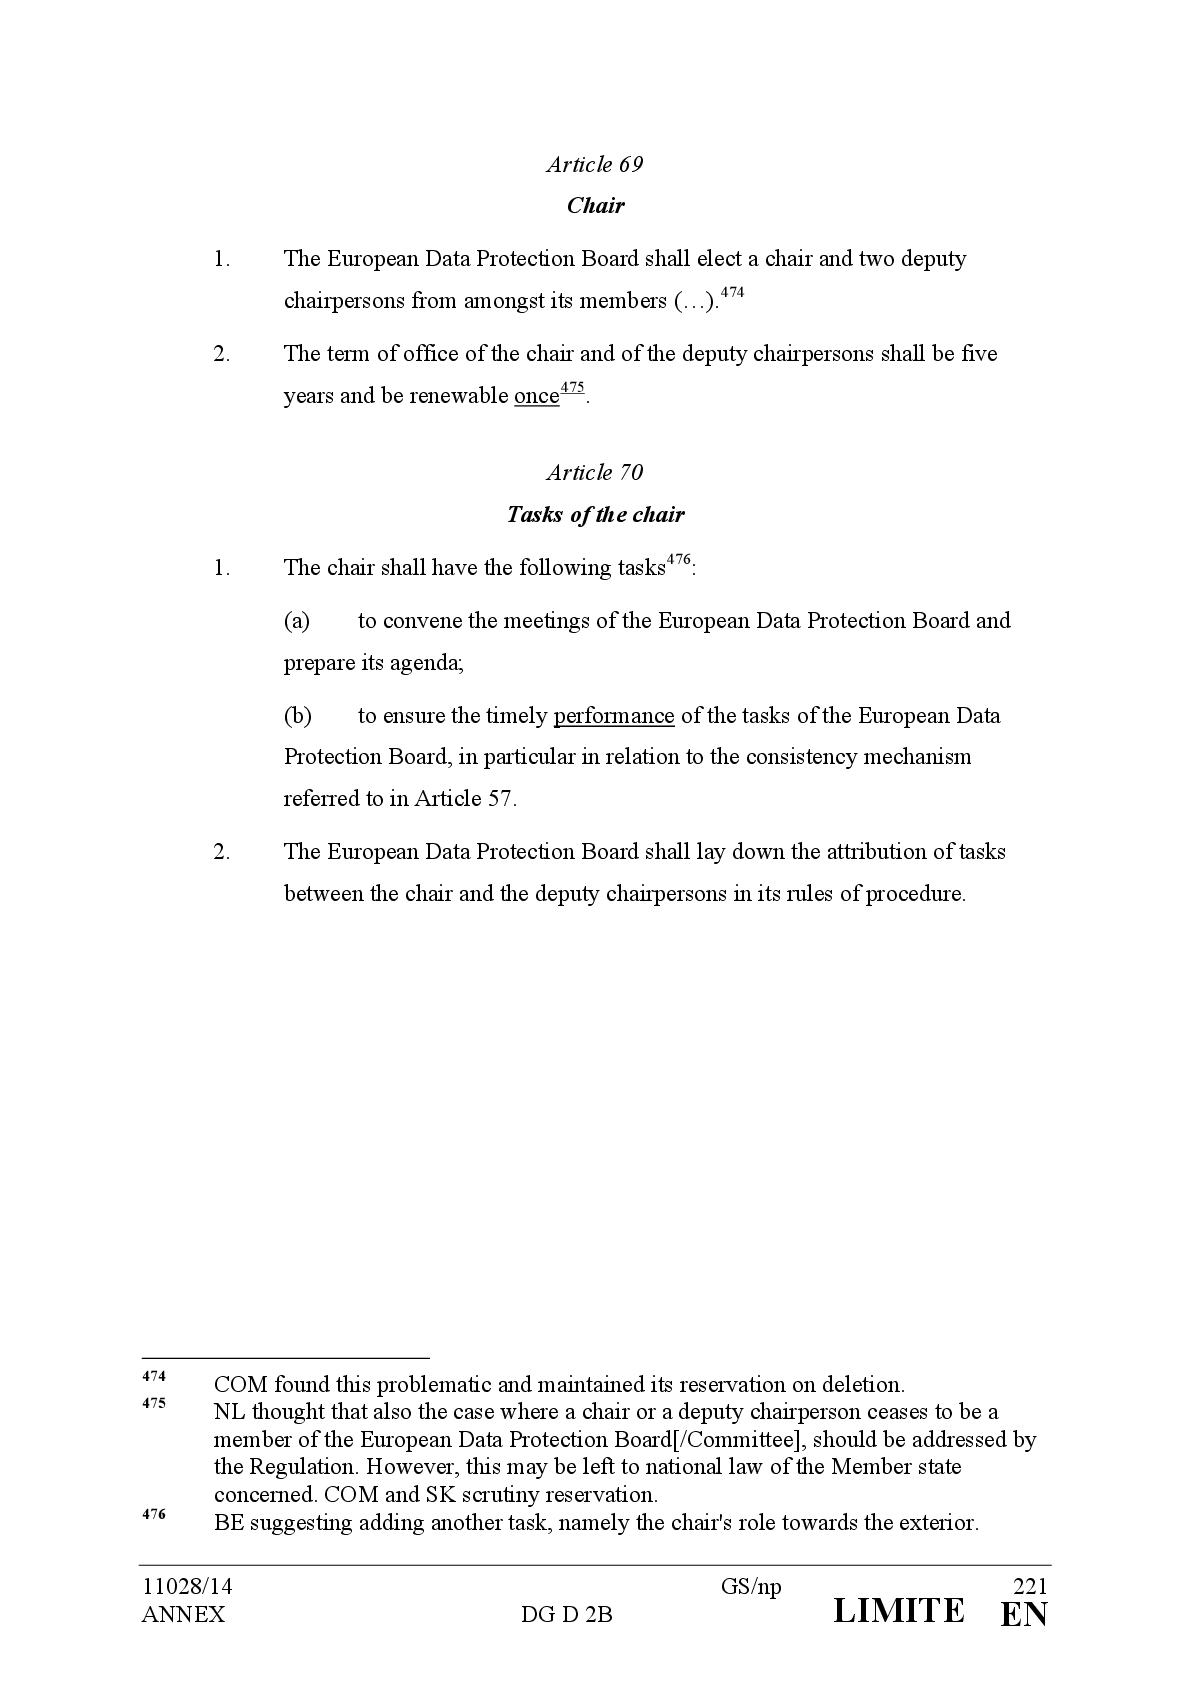 Article 69
Chair
1. The European Data Protection Board shall elect a chair and two deputy
chairpersons from amongst its members (…).474
2. The term of office of the chair and of the deputy chairpersons shall be five
years and be renewable once475.
Article 70
Tasks of the chair
1. The chair shall have the following tasks476:
(a) to convene the meetings of the European Data Protection Board and
prepare its agenda;
(b) to ensure the timely performance of the tasks of the European Data
Protection Board, in particular in relation to the consistency mechanism
referred to in Article 57.
2. The European Data Protection Board shall lay down the attribution of tasks
between the chair and the deputy chairpersons in its rules of procedure.
474 COM found this problematic and maintained its reservation on deletion.
475 NL thought that also the case where a chair or a deputy chairperson ceases to be a
member of the European Data Protection Board[/Committee], should be addressed by
the Regulation. However, this may be left to national law of the Member state
concerned. COM and SK scrutiny reservation.
476 BE suggesting adding another task, namely the chair's role towards the exterior.
11028/14 GS/np 221
ANNEX DG D 2B LIMITE EN